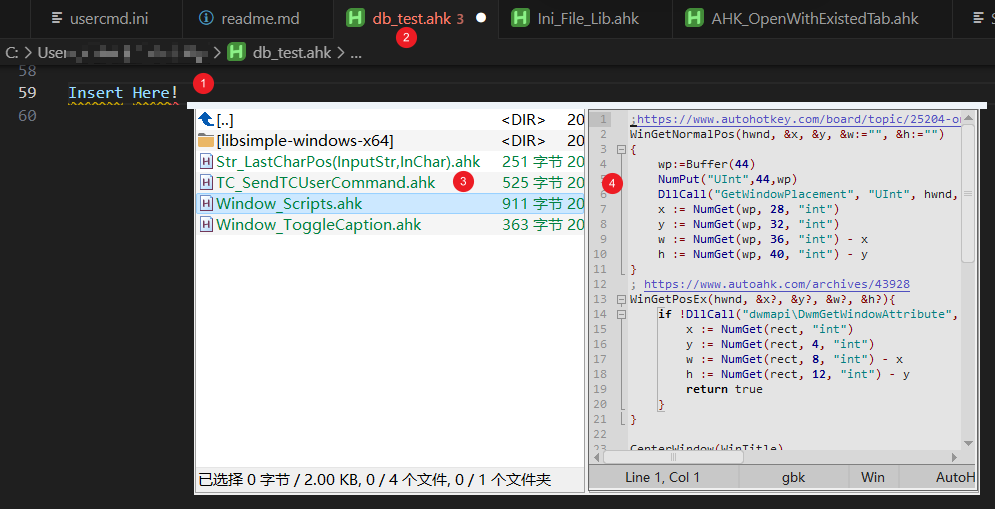 usercmd.ini
readme.md
db_test.ahk 3
Ini_File_Lib.ahk
AHK_OpenWithExistedTab.ahk
2
C: > User > db_test.ahk > ...
58
1
59 Insert Here!
60
[..] <DIR> 20
[libsimple-windows-x64] <DIR> 20
Str_LastCharPos(InputStr,InChar).ahk 251 字节 20
TC_SendTCUserCommand.ahk 3 525 字节 20
Window_Scripts.ahk 911 字节 20
Window_ToggleCaption.ahk 363 字节 20
已选择 0 字节 / 2.00 KB, 0 / 4 个文件, 0 / 1 个文件夹
1 ;https://www.autohotkey.com/board/topic/25204-
2 WinGetNormalPos(hwnd, &x, &y, &w:="", &h:="")
3 {
4 wp:=Buffer(44)
4 NumPut("UInt",44,wp)
6 DllCall("GetWindowPlacement", "UInt", hwnd,
7 x := NumGet(wp, 28, "int")
8 y := NumGet(wp, 32, "int")
9 w := NumGet(wp, 36, "int") - x
10 h := NumGet(wp, 40, "int") - y
11 }
12 ; https://www.autoahk.com/archives/43928
13 WinGetPosEx(hwnd, &x?, &y?, &w?, &h?){
14 if !DllCall("dwmapi\DwmGetWindowAttribute",
15 x := NumGet(rect, "int")
16 y := NumGet(rect, 4, "int")
17 w := NumGet(rect, 8, "int") - x
18 h := NumGet(rect, 12, "int") - y
19 return true
20 }
21 }
22
23 CenterWindow(WinTitle)
Line 1, Col 1 gbk Win AutoH